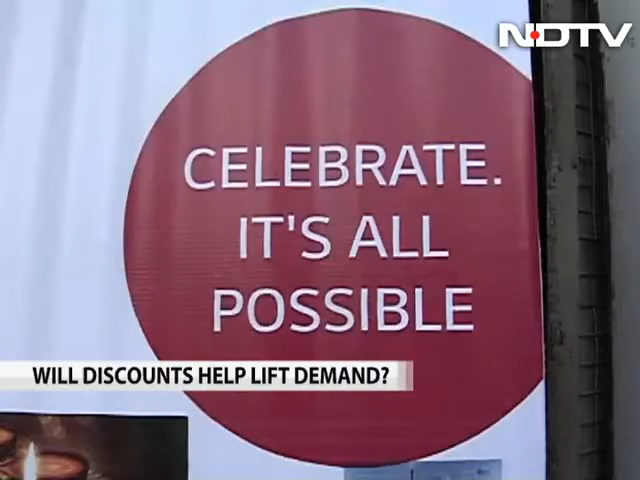 NDTV
CELEBRATE.
IT'S ALL
POSSIBLE
WILL DISCOUNTS HELP LIFT DEMAND?